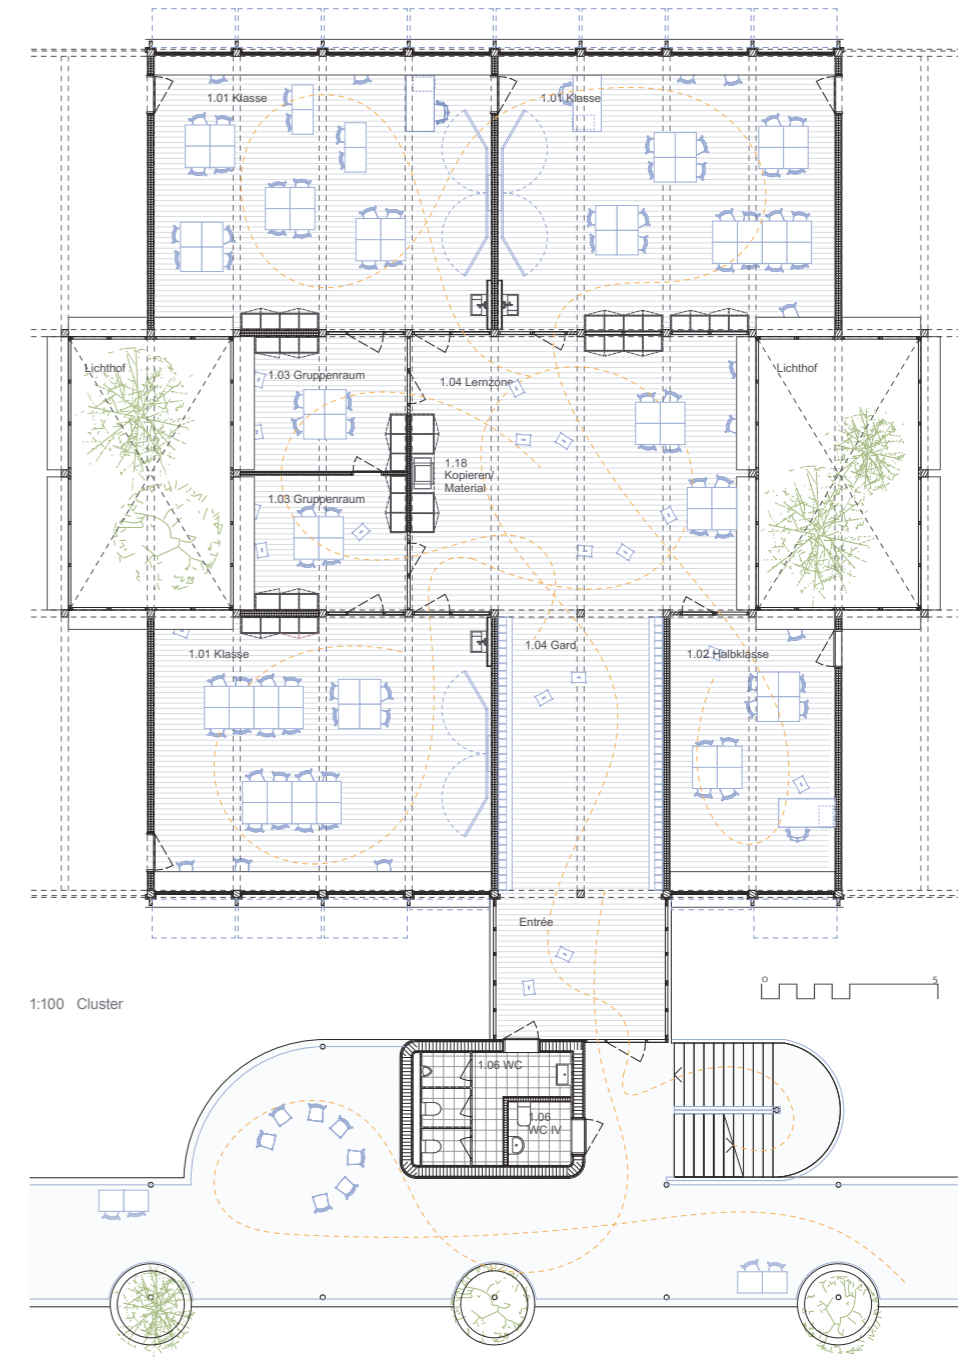 1.01 Klasse
1.01 Klasse
Lichthof
1.03 Gruppenraum
1.04 Lernzone
Lichthof
1.18
Kopieren/
Material
1.03 Gruppenraum
1.01 Klasse
1.04 Gard
1.02 Halbklasse
Entrée
0
5
1:100 Cluster
1.06 WC
1.06
WC IV